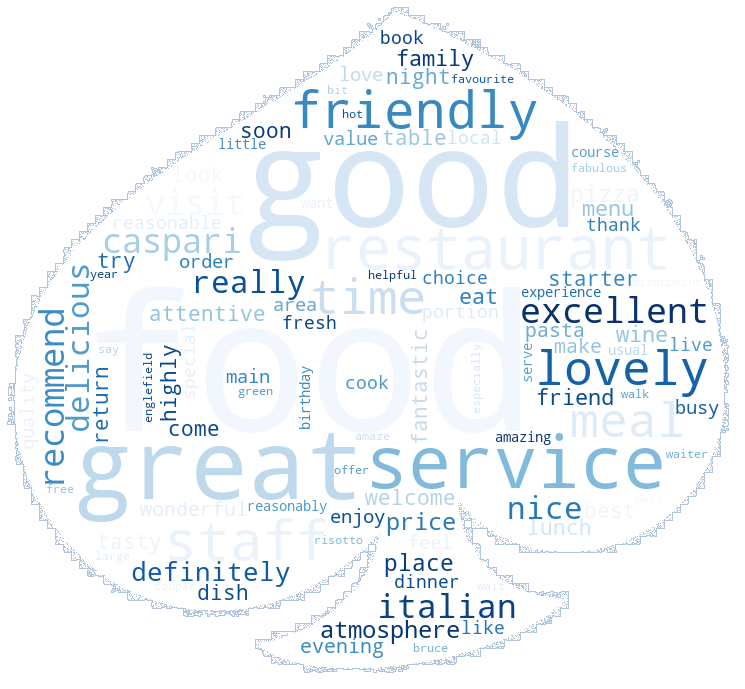 book
family
love night favourite
bit
friendly
hot
soon
value table local
little
course
good
fabulous
look
visit
pizza
want
menu
reasonable
thank
caspari
restaurant
try order
year
helpful
really
choice
starter
disappoint
time
eat
experience
delicious
attentive area
portion
excellent
fresh
food
special
fantastic
pasta wine
recommend
quality
say
make usual live
serve
lovely
englefield
highly
return
main
green
birthday
cook
especially
friend
walk
busy
meal
come
amaze
amazing
great
service
offer
waiter
free
welcome
wonderful reasonably
nice
best
enjoy price
lunch
staff
tasty
risotto
feel
large
place
definitely
dish
dinner
wait
couple
italian
atmosphere like
evening
bruce